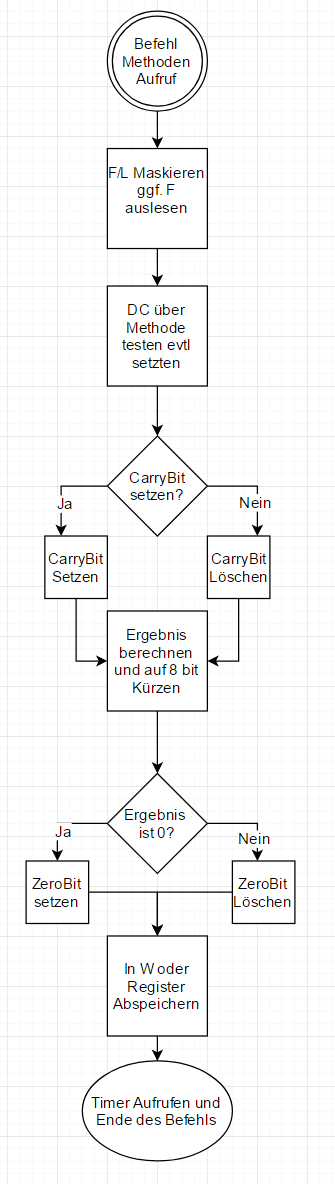 Befehl
Methoden
Aufruf
F/L Maskieren
ggf. F
auslesen
DC über
Methode
testen evtl
setzten
CarryBit
setzen?
Ja
Nein
CarryBit
Setzen
CarryBit
Löschen
Ergebnis
berechnen
und auf 8 bit
Kürzen
Ergebnis
ist 0?
Ja
Nein
ZeroBit
setzen
ZeroBit
Löschen
In W oder
Register
Abspeichern
Timer Aufrufen und
Ende des Befehls